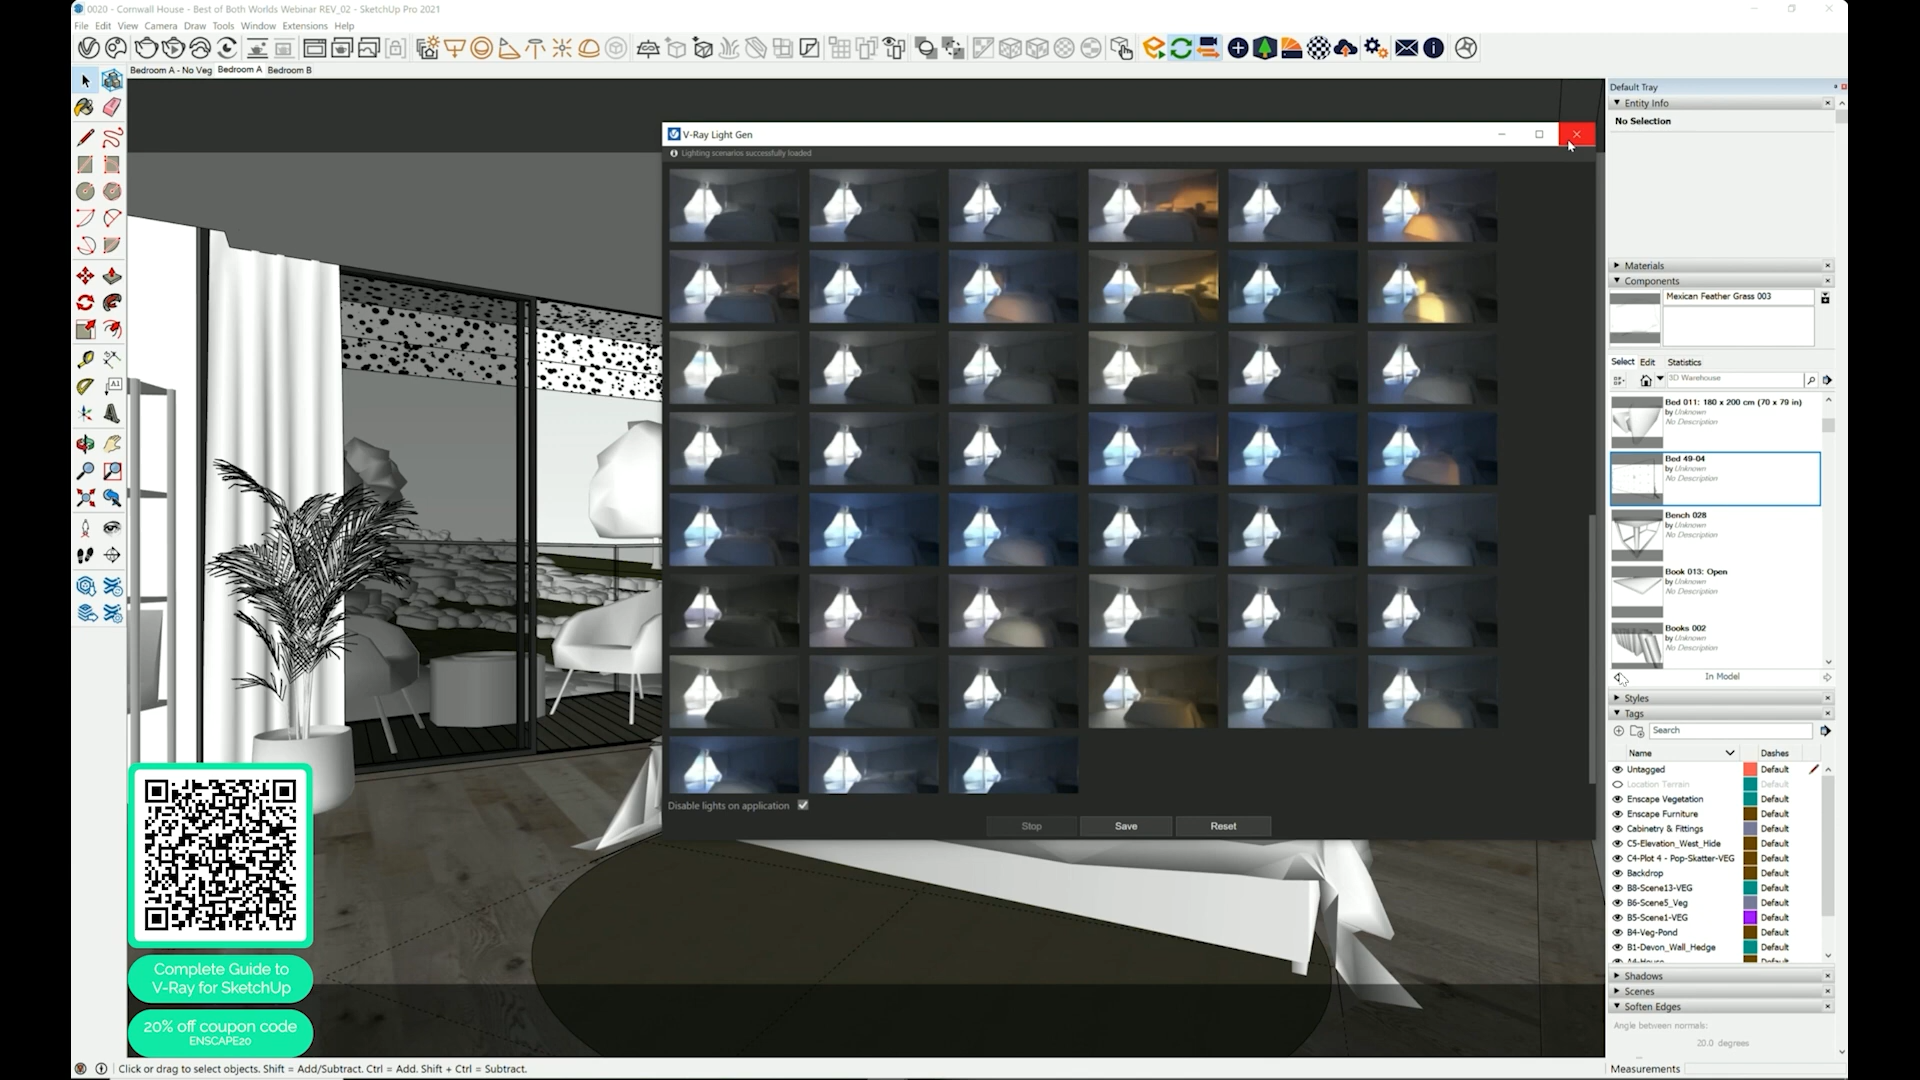 0020 - Cornwall House - Best of Both Worlds Webinar REV_02 - SketchUp Pro 2021
File Edit View Camera Draw Tools Window Extensions Help
Bedroom A - No Veg Bedroom A Bedroom B
V-Ray Light Gen
Lighting scenarios successfully loaded
Disable lights on application
Stop Save Reset
Default Tray
Entity Info
No Selection
Materials
Components
Mexican Feather Grass 003
Select Edit Statistics
3D Warehouse
Bed 011: 180 x 200 cm (70 x 79 in)
by Unknown
No Description
Bed 49-04
by Unknown
No Description
Bench 028
by Unknown
No Description
Book 013: Open
by Unknown
No Description
Books 002
by Unknown
No Description
In Model
Styles
Tags
Search
Name Dashes
Untagged Default
Location Terrain Default
Enscape Vegetation Default
Enscape Furniture Default
Cabinetry & Fittings Default
C5-Elevation_West_Hide Default
C4-Plot 4 - Pop-Skatter-VEG Default
Backdrop Default
B8-Scene13-VEG Default
B6-Scene5_Veg Default
B5-Scene1-VEG Default
B4-Veg-Pond Default
B1-Devon_Wall_Hedge Default
A4-House Default
Shadows
Scenes
Soften Edges
Angle between normals:
20.0 degrees
Complete Guide to
V-Ray for SketchUp
20% off coupon code
ENSCAPE20
Click or drag to select objects. Shift = Add/Subtract. Ctrl = Add. Shift + Ctrl = Subtract.
Measurements